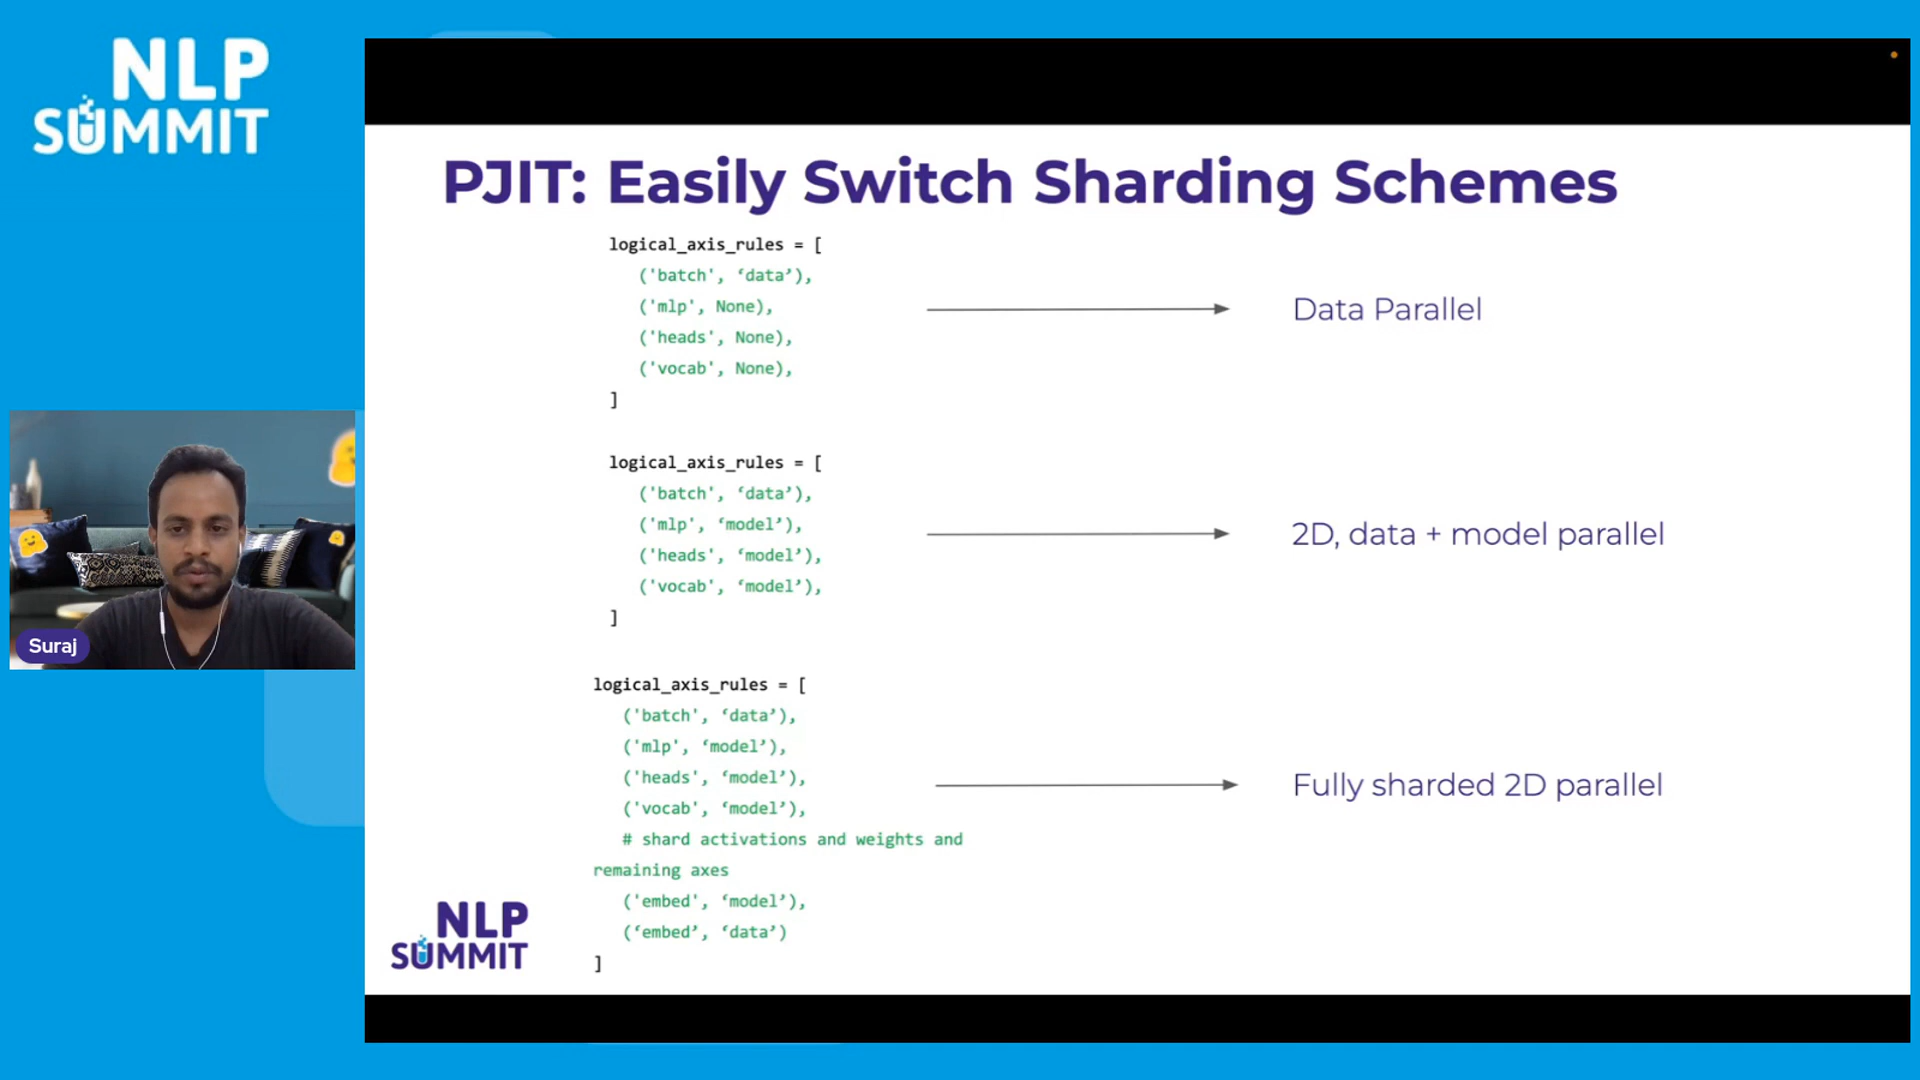 NLP
SUMMIT
PJIT: Easily Switch Sharding Schemes
logical_axis_rules = [
('batch', ‘data’),
('mlp', None),
('heads', None),
('vocab', None),
]
Data Parallel
logical_axis_rules = [
('batch', ‘data’),
('mlp', ‘model’),
('heads', ‘model’),
('vocab', ‘model’),
]
2D, data + model parallel
Suraj
logical_axis_rules = [
('batch', ‘data’),
('mlp', ‘model’),
('heads', ‘model’),
('vocab', ‘model’),
# shard activations and weights and
remaining axes
('embed', ‘model’),
(‘embed’, ‘data’)
]
Fully sharded 2D parallel
NLP
SUMMIT